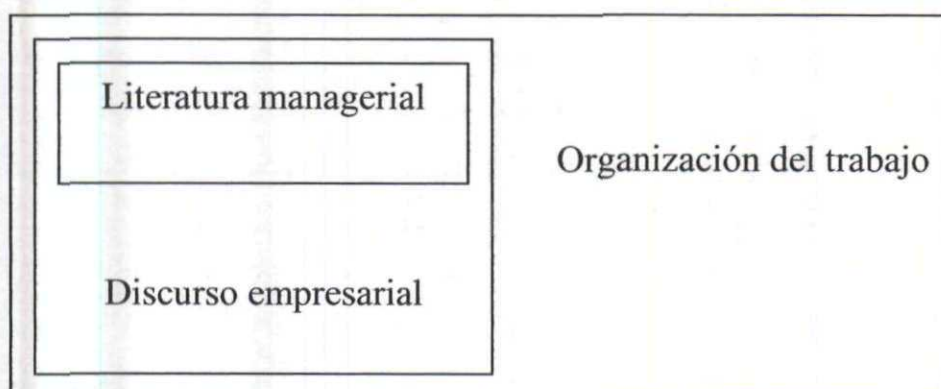 Literatura managerial
Organización del trabajo
Discurso empresarial